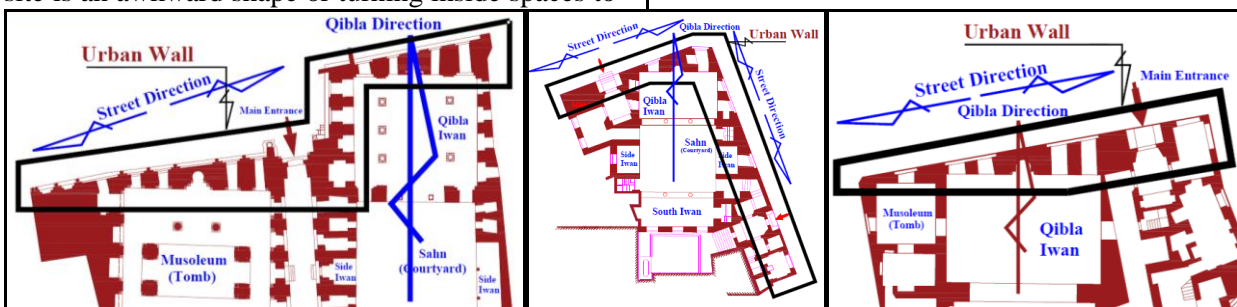 site is an awkward shape of turning inside spaces to
Qibla Direction
Urban Wall
Street Direction
Main Entrance
Qibla
Iwan
Musoleum
(Tomb)
Side
Iwan
Sahn
(Courtyard)
Side
Iwan
Street Direction
Qibla Direction
Urban Wall
Street Direction
Qibla
Iwan
Sahn
(Courtyard)
Side
Iwan
Side
Iwan
South Iwan
Urban Wall
Street Direction
Main Entrance
Qibla Direction
Musoleum
(Tomb)
Qibla
Iwan